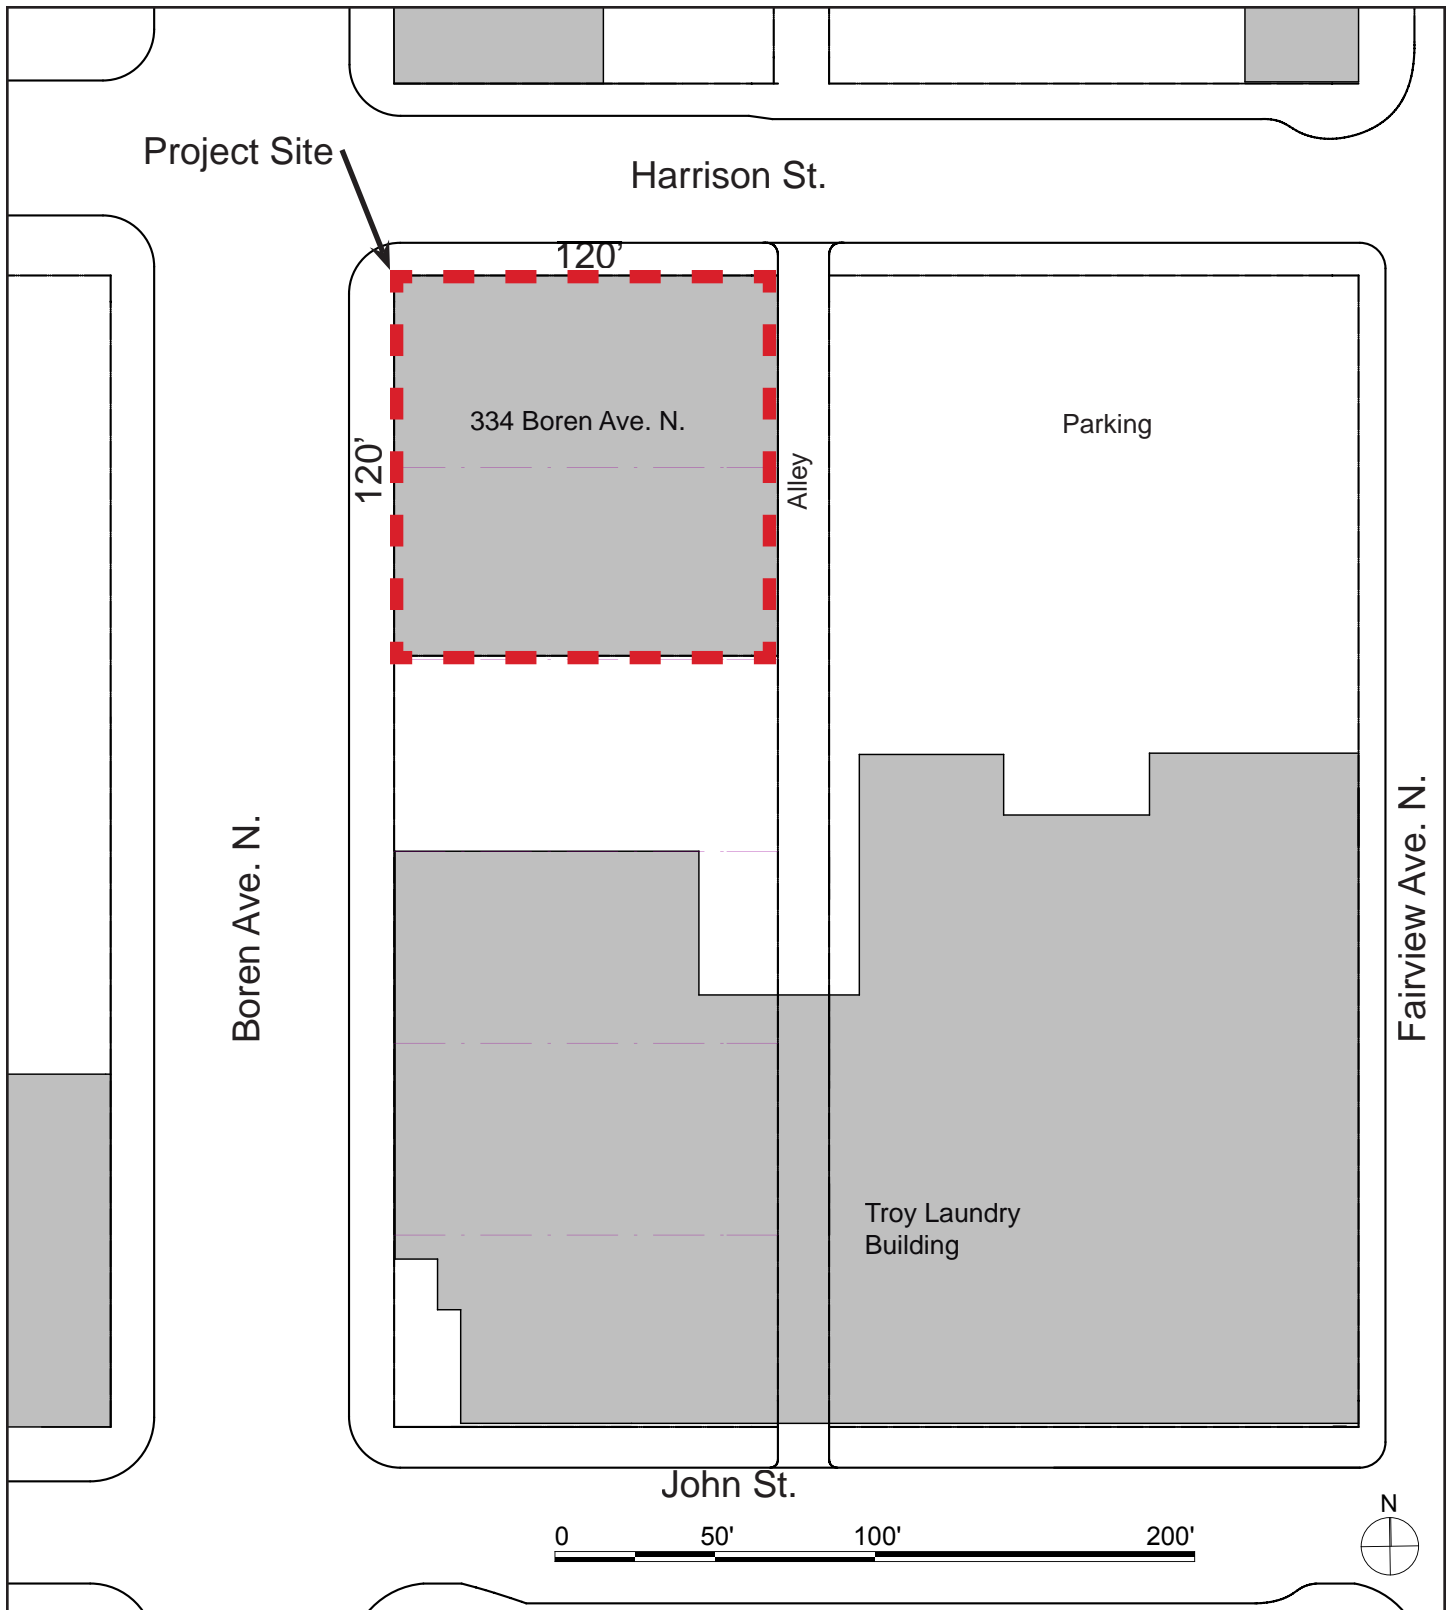 Project Site
Harrison St.
120'
334 Boren Ave. N.
Parking
120'
Alley
Boren Ave. N.
Fairview Ave. N.
Troy Laundry
Building
John St.
N
0 50' 100' 200'